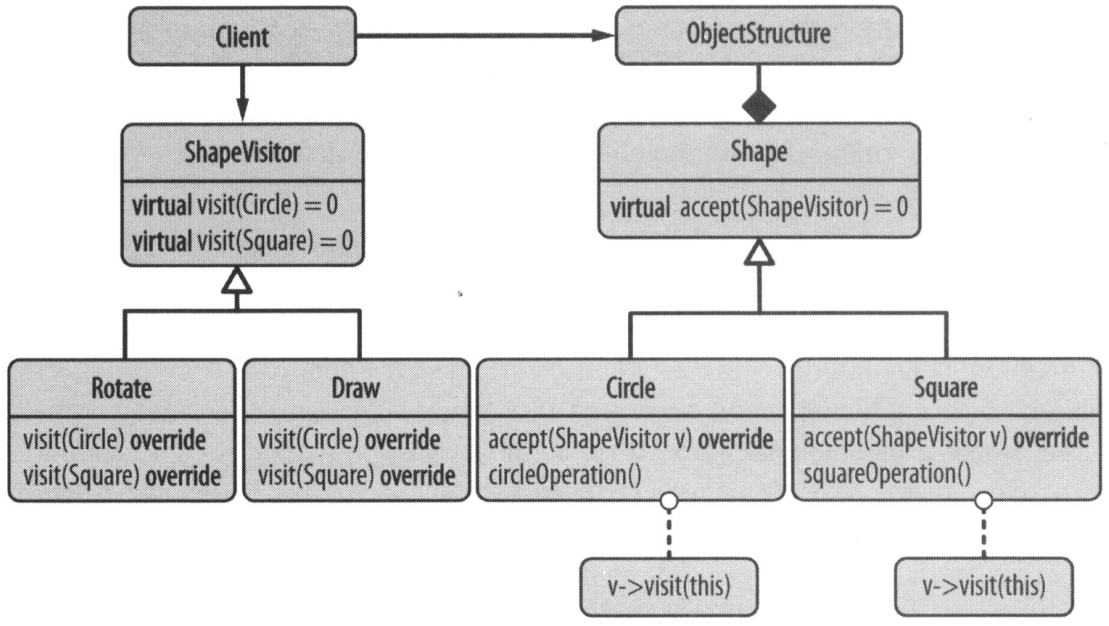 Client
ObjectStructure
ShapeVisitor
virtual visit(Circle) = 0
virtual visit(Square) = 0
Shape
virtual accept(ShapeVisitor) = 0
Rotate
visit(Circle) override
visit(Square) override
Draw
visit(Circle) override
visit(Square) override
Circle
accept(ShapeVisitor v) override
circleOperation()
Square
accept(ShapeVisitor v) override
squareOperation()
v->visit(this)
v->visit(this)